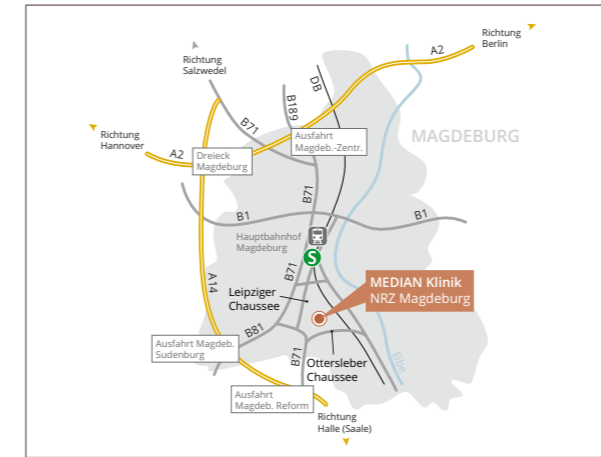 Richtung
Berlin
A2
Richtung
Salzwedel
DB
B189
B71
Richtung
Hannover
A2
Ausfahrt
Magdeb.-Zentr.
MAGDEBURG
Dreieck
Magdeburg
B71
B1
B1
Hauptbahnhof
Magdeburg
S
B71
A14
MEDIAN Klinik
NRZ Magdeburg
Leipziger
Chaussee
B81
Ausfahrt Magdeb.
Sudenburg
B71
Ottersleber
Chaussee
Elbe
Ausfahrt
Magdeb. Reform
Richtung
Halle (Saale)